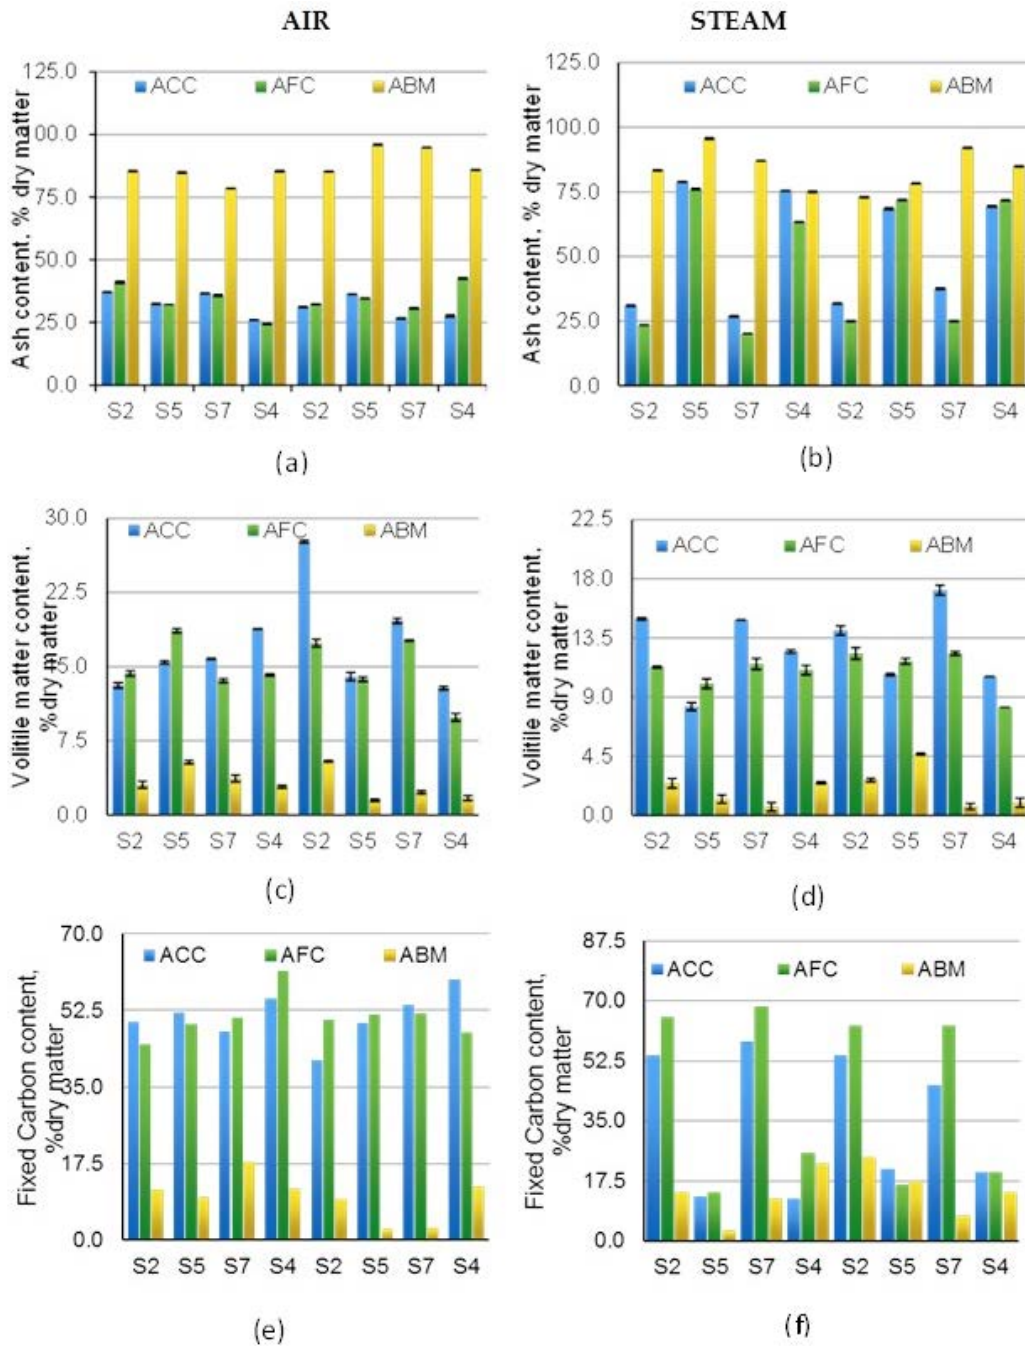 AIR STEAM
125.0
00.0
75.0
50.0
25.0
0.0
Ash content. % dry matter
ACC AFC ABM
S2 S5 S7 S4 S2 S5 S7 S4
(a)
125.0
100.0
75.0
50.0
25.0
0.0
Ash content. % dry matter
ACC AFC ABM
S2 S5 S7 S4 S2 S5 S7 S4
(b)
30.0
22.5
5.0
7.5
0.0
Volitile matter content.
%dry matter
ACC AFC ABM
S2 S5 S7 S4 S2 S5 S7 S4
(c)
22.5
18.0
13.5
9.0
4.5
0.0
Volitile matter content.
%dry matter
ACC AFC ABM
S2 S5 S7 S4 S2 S5 S7 S4
(d)
70.0
52.5
35.0
17.5
0.0
Fixed Carbon content,
%dry matter
ACC AFC ABM
S2 S5 S7 S4 S2 S5 S7 S4
(e)
87.5
70.0
52.5
35.0
17.5
0.0
Fixed Carbon content,
%dry matter
ACC AFC ABM
S2 S5 S7 S4 S2 S5 S7 S4
(f)